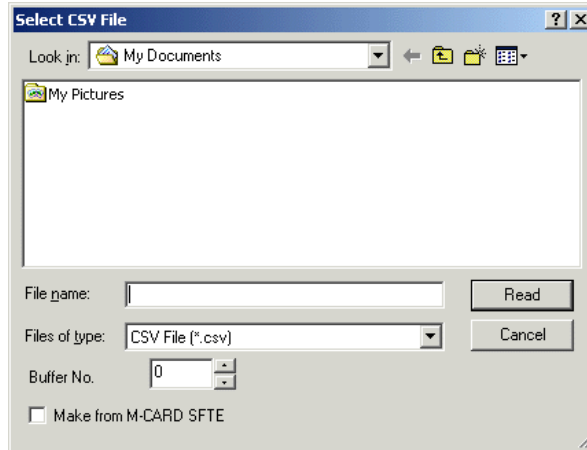 Select CSV File
Look in: My Documents
My Pictures
File name: Read
Files of type: CSV File (*.csv) Cancel
Buffer No. 0
Make from M-CARD SFTE